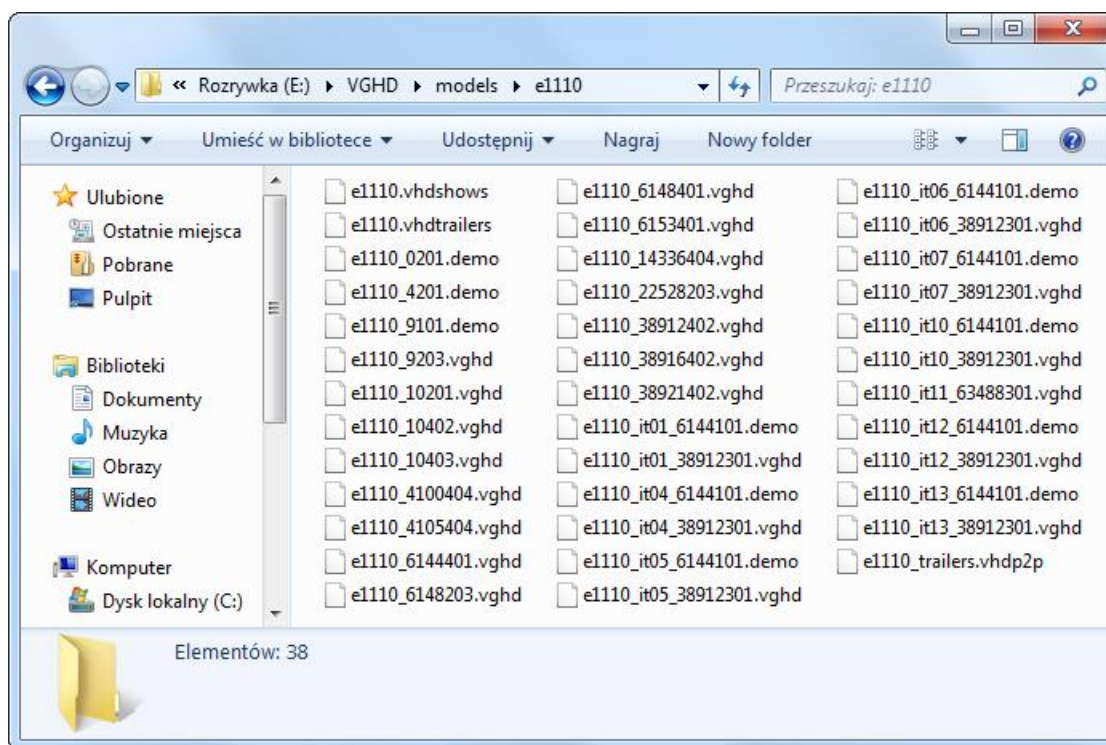 « Rozrywka (E:) ▸ VGHD ▸ models ▸ e1110
Przeszukaj: e1110
Organizuj Umieść w bibliotece Udostępnij Nagraj Nowy folder
Ulubione
Ostatnie miejsca
Pobrane
Pulpit
Biblioteki
Dokumenty
Muzyka
Obrazy
Wideo
Komputer
Dysk lokalny (C:)
e1110.vhdshows
e1110.vhdtrailers
e1110_0201.demo
e1110_4201.demo
e1110_9101.demo
e1110_9203.vghd
e1110_10201.vghd
e1110_10402.vghd
e1110_10403.vghd
e1110_4100404.vghd
e1110_4105404.vghd
e1110_6144401.vghd
e1110_6148203.vghd
e1110_6148401.vghd
e1110_6153401.vghd
e1110_14336404.vghd
e1110_22528203.vghd
e1110_38912402.vghd
e1110_38916402.vghd
e1110_38921402.vghd
e1110_it01_6144101.demo
e1110_it01_38912301.vghd
e1110_it04_6144101.demo
e1110_it04_38912301.vghd
e1110_it05_6144101.demo
e1110_it05_38912301.vghd
e1110_it06_6144101.demo
e1110_it06_38912301.vghd
e1110_it07_6144101.demo
e1110_it07_38912301.vghd
e1110_it10_6144101.demo
e1110_it10_38912301.vghd
e1110_it11_63488301.vghd
e1110_it12_6144101.demo
e1110_it12_38912301.vghd
e1110_it13_6144101.demo
e1110_it13_38912301.vghd
e1110_trailers.vhdp2p
Elementów: 38